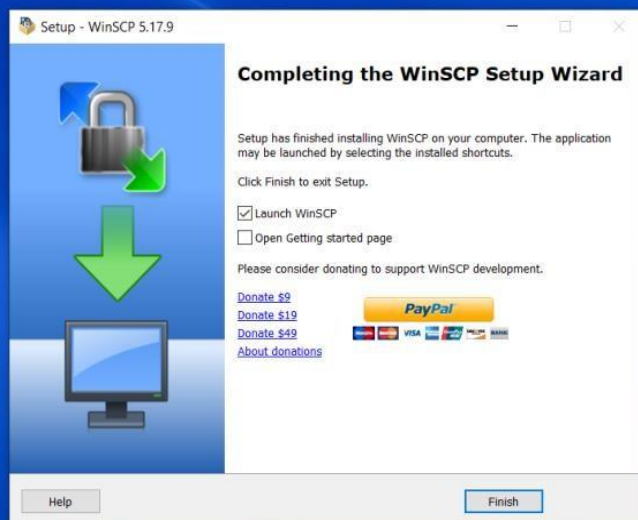 Setup - WinSCP 5.17.9
Completing the WinSCP Setup Wizard
Setup has finished installing WinSCP on your computer. The application
may be launched by selecting the installed shortcuts.
Click Finish to exit Setup.
Launch WinSCP
Open Getting started page
Please consider donating to support WinSCP development.
Donate $9
Donate $19
Donate $49
About donations
PayPal
VISA
BANK
Help
Finish